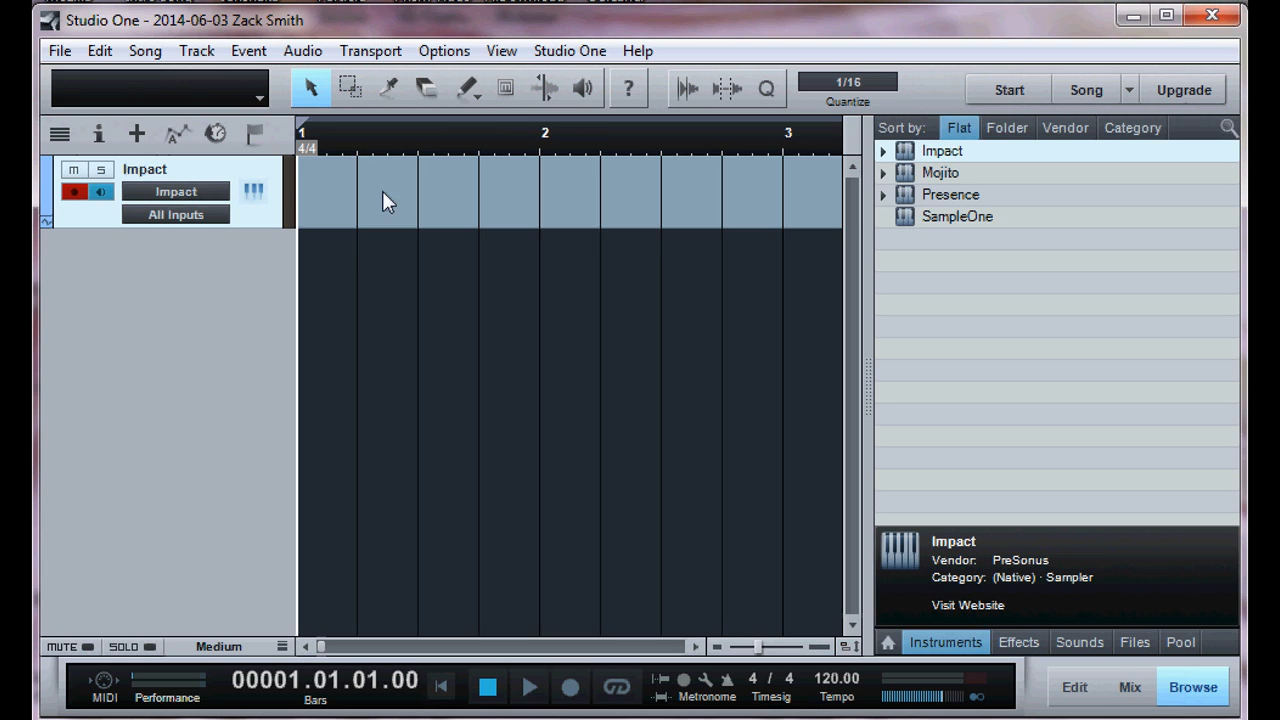 Studio One - 2014-06-03 Zack Smith
File Edit Song Track Event Audio Transport Options View Studio One Help
? Q 1/16 Start Song Upgrade
Quantize
1 2 3
4/4
Sort by: Flat Folder Vendor Category
M S Impact
Impact
All Inputs
Impact
Mojito
Presence
SampleOne
Impact
Vendor: PreSonus
Category: (Native) · Sampler
Visit Website
MUTE SOLO Medium
Instruments Effects Sounds Files Pool
MIDI Performance
00001.01.01.00
Bars
Metronome
4 / 4
Timesig
120.00
Tempo
Edit Mix Browse